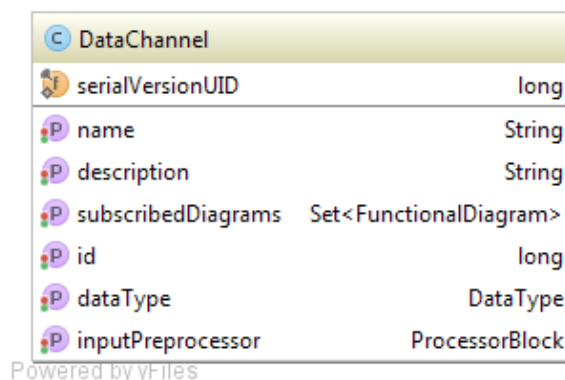 C DataChannel
f serialVersionUID long
P name String
P description String
P subscribedDiagrams Set<FunctionalDiagram>
P id long
P dataType DataType
P inputPreprocessor ProcessorBlock
Powered by yFiles